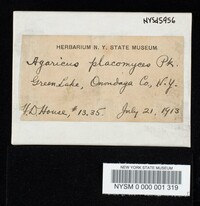 NYSd5956
HERBARIUM N. Y. STATE MUSEUM
Agaricus placomyces Pk.
Green Lake, Onondaga Co., N.Y.
H.D. House, #13.35. July 21, 1913
NEW YORK STATE MUSEUM
NYSM 0 000 001 319